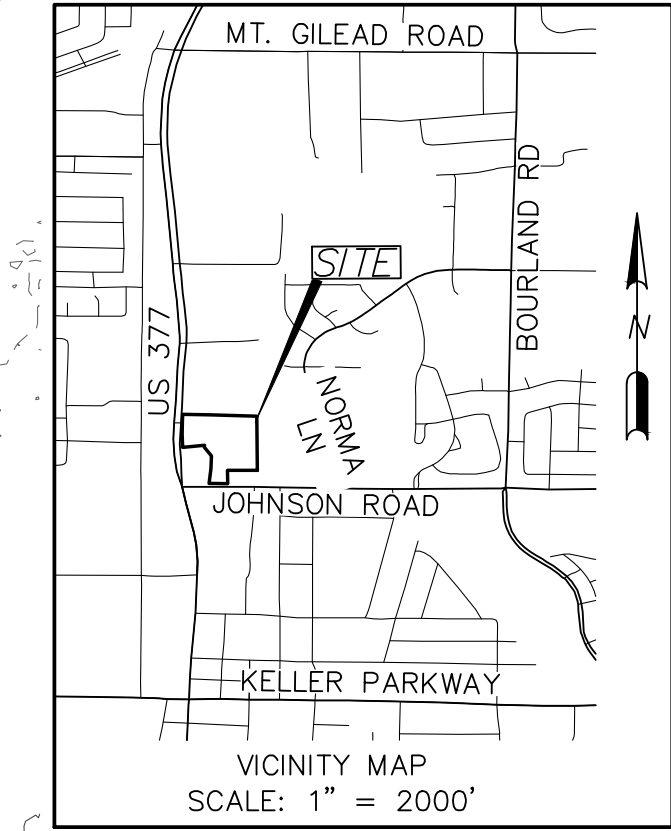 MT. GILEAD ROAD
BOURLAND RD
SITE
N
US 377
NORMA
LN
JOHNSON ROAD
KELLER PARKWAY
VICINITY MAP
SCALE: 1" = 2000'